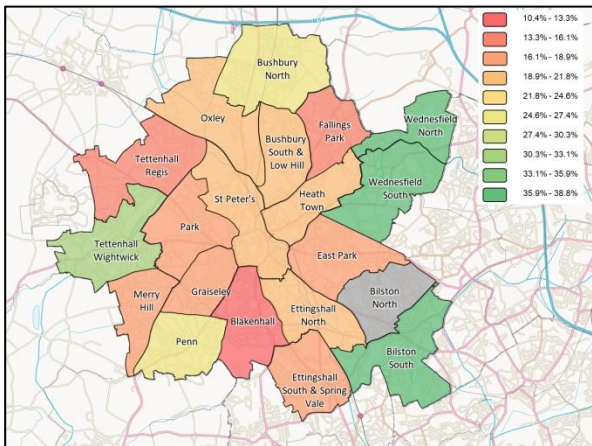 10.4% - 13.3%
13.3% - 16.1%
16.1% - 18.9%
18.9% - 21.8%
21.8% - 24.6%
24.6% - 27.4%
27.4% - 30.3%
30.3% - 33.1%
33.1% - 35.9%
35.9% - 38.8%
Bushbury
North
Oxley
Bushbury
South &
Low Hill
Fallings
Park
Wednesfield
North
Tettenhall
Regis
Wednesfield
South
St Peter's
Heath
Town
Park
Tettenhall
Wightwick
East Park
Merry
Hill
Graiseley
Bilston
North
Blakenhall
Ettingshall
North
Penn
Bilston
South
Ettingshall
South & Spring
Vale